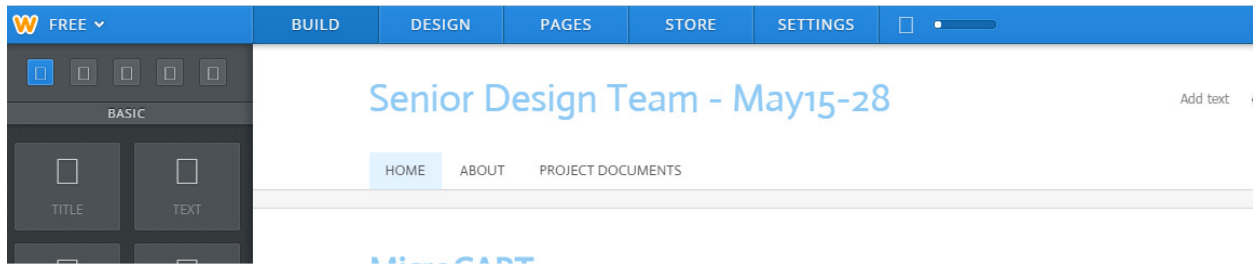 W FREE BUILD DESIGN PAGES STORE SETTINGS
BASIC
TITLE TEXT
Senior Design Team - May15-28
Add text
HOME ABOUT PROJECT DOCUMENTS